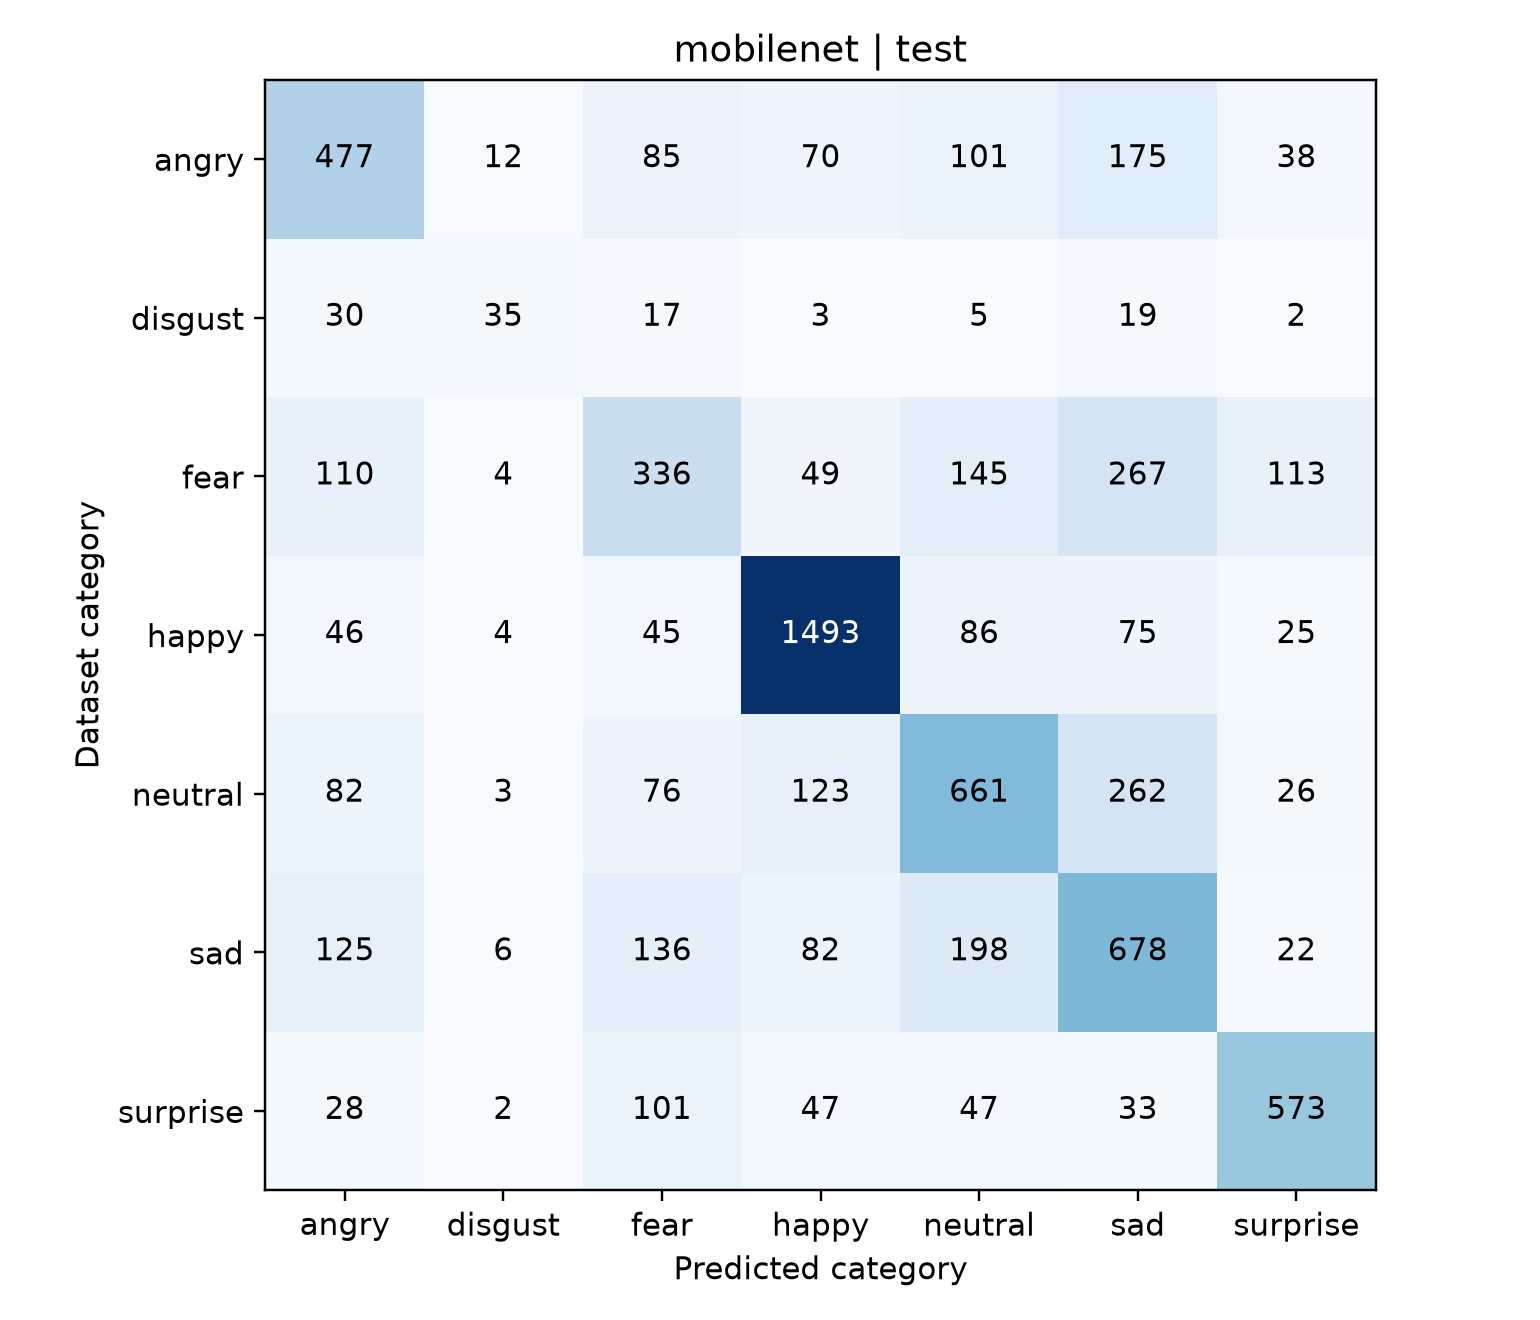 mobilenet | test
angry 477 12 85 70 101 175 38
disgust 30 35 17 3 5 19 2
fear 110 4 336 49 145 267 113
happy 46 4 45 1493 86 75 25
neutral 82 3 76 123 661 262 26
sad 125 6 136 82 198 678 22
surprise 28 2 101 47 47 33 573
angry disgust fear happy neutral sad surprise
Predicted category
Dataset category